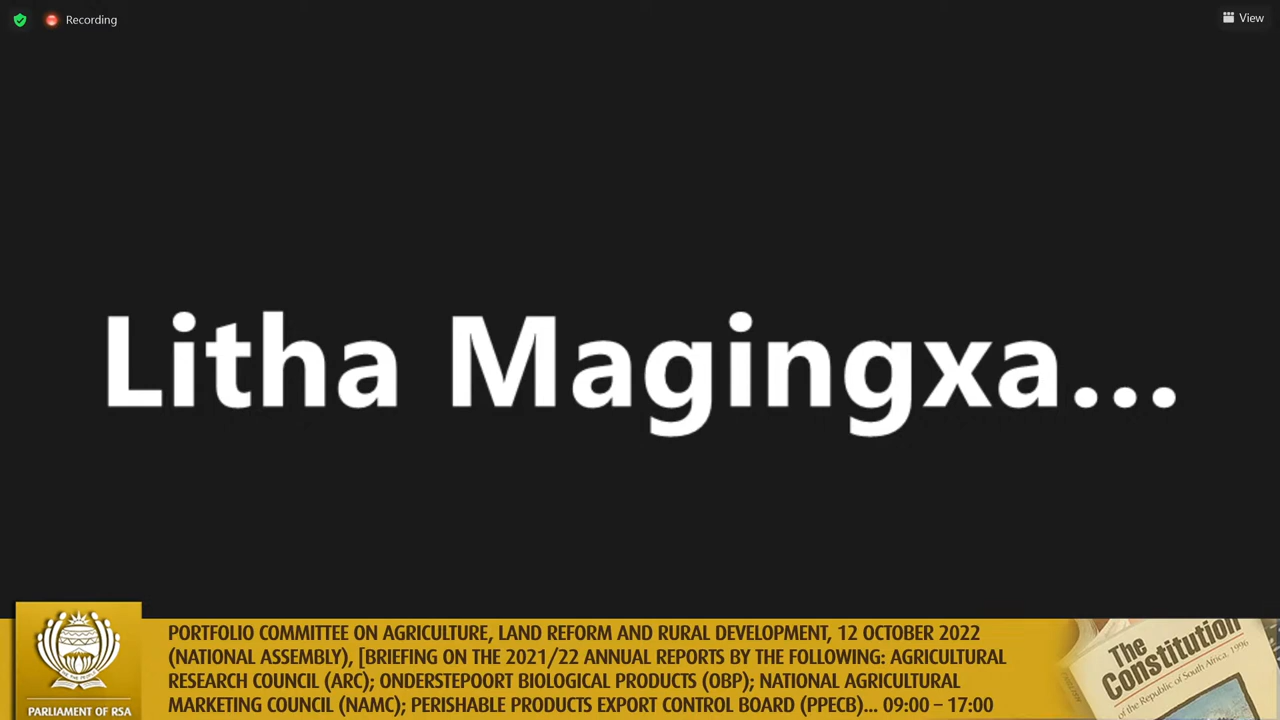 Recording
View
Litha Magingxa...
PORTFOLIO COMMITTEE ON AGRICULTURE, LAND REFORM AND RURAL DEVELOPMENT, 12 OCTOBER 2022
(NATIONAL ASSEMBLY), [BRIEFING ON THE 2021/22 ANNUAL REPORTS BY THE FOLLOWING: AGRICULTURAL
RESEARCH COUNCIL (ARC); ONDERSTEPOORT BIOLOGICAL PRODUCTS (OBP); NATIONAL AGRICULTURAL
MARKETING COUNCIL (NAMC); PERISHABLE PRODUCTS EXPORT CONTROL BOARD (PPECB)... 09:00 – 17:00
PARLIAMENT OF RSA
The
Constitution
of the Republic of South Africa, 1996